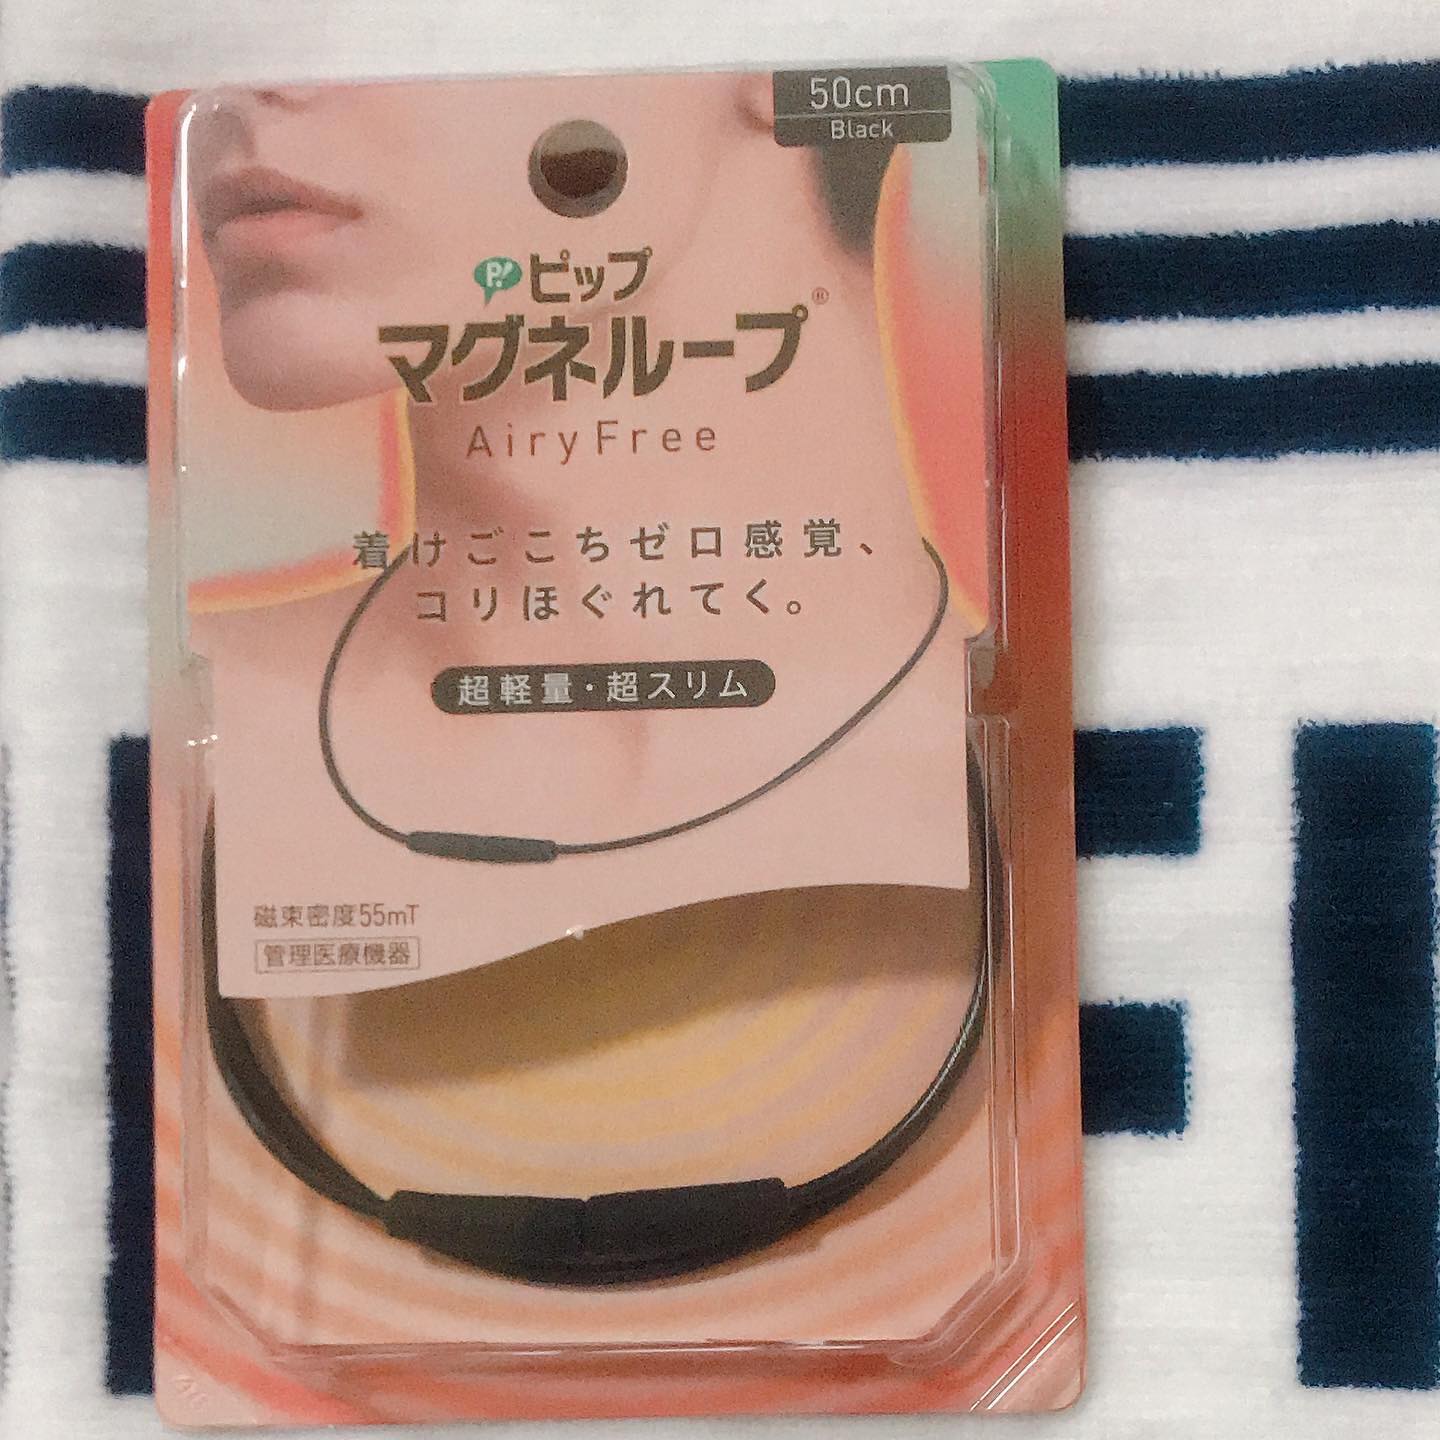 50cm
Black
P! ピップ
マグネループ®
AiryFree
着けごこちゼロ感覚、
コリほぐれてく。
超軽量・超スリム
磁束密度55mT
管理医療機器